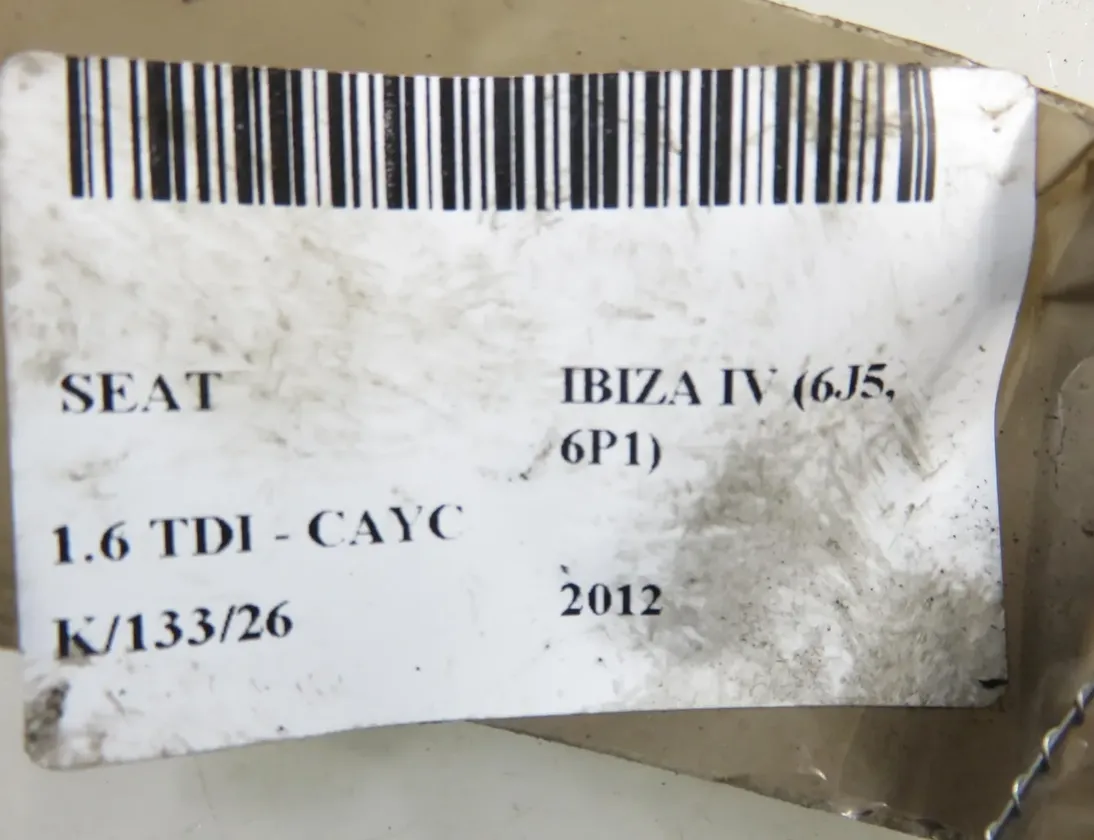 SEAT
IBIZA IV (6J5,
6P1)
1.6 TDI - CAYC
K/133/26
2012